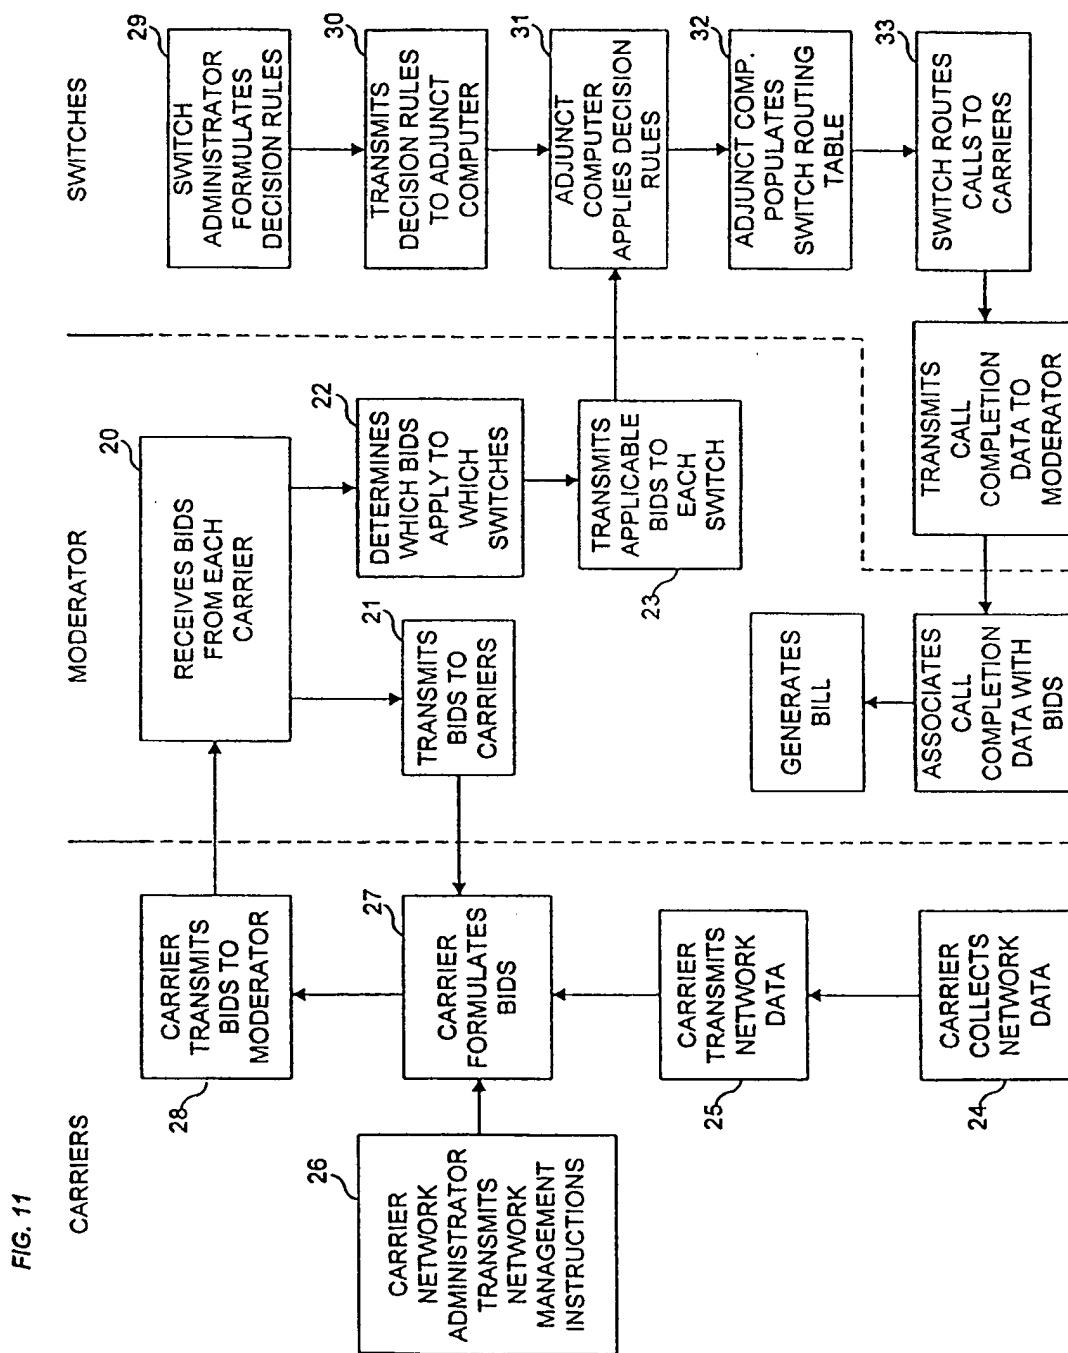 FIG. 11
CARRIERS
MODERATOR
SWITCHES
28
CARRIER
TRANSMITS
BIDS TO
MODERATOR
26
CARRIER
NETWORK
ADMINISTRATOR
TRANSMITS
NETWORK
MANAGEMENT
INSTRUCTIONS
27
CARRIER
FORMULATES
BIDS
25
CARRIER
TRANSMITS
NETWORK
DATA
24
CARRIER
COLLECTS
NETWORK
DATA
20
RECEIVES BIDS
FROM EACH
CARRIER
21
TRANSMITS
BIDS TO
CARRIERS
22
DETERMINES
WHICH BIDS
APPLY TO
WHICH
SWITCHES
23
TRANSMITS
APPLICABLE
BIDS TO
EACH
SWITCH
GENERATES
BILL
ASSOCIATES
CALL
COMPLETION
DATA WITH
BIDS
29
SWITCH
ADMINISTRATOR
FORMULATES
DECISION RULES
30
TRANSMITS
DECISION RULES
TO ADJUNCT
COMPUTER
31
ADJUNCT
COMPUTER
APPLIES DECISION
RULES
32
ADJUNCT COMP.
POPULATES
SWITCH ROUTING
TABLE
33
SWITCH ROUTES
CALLS TO
CARRIERS
TRANSMITS
CALL
COMPLETION
DATA TO
MODERATOR